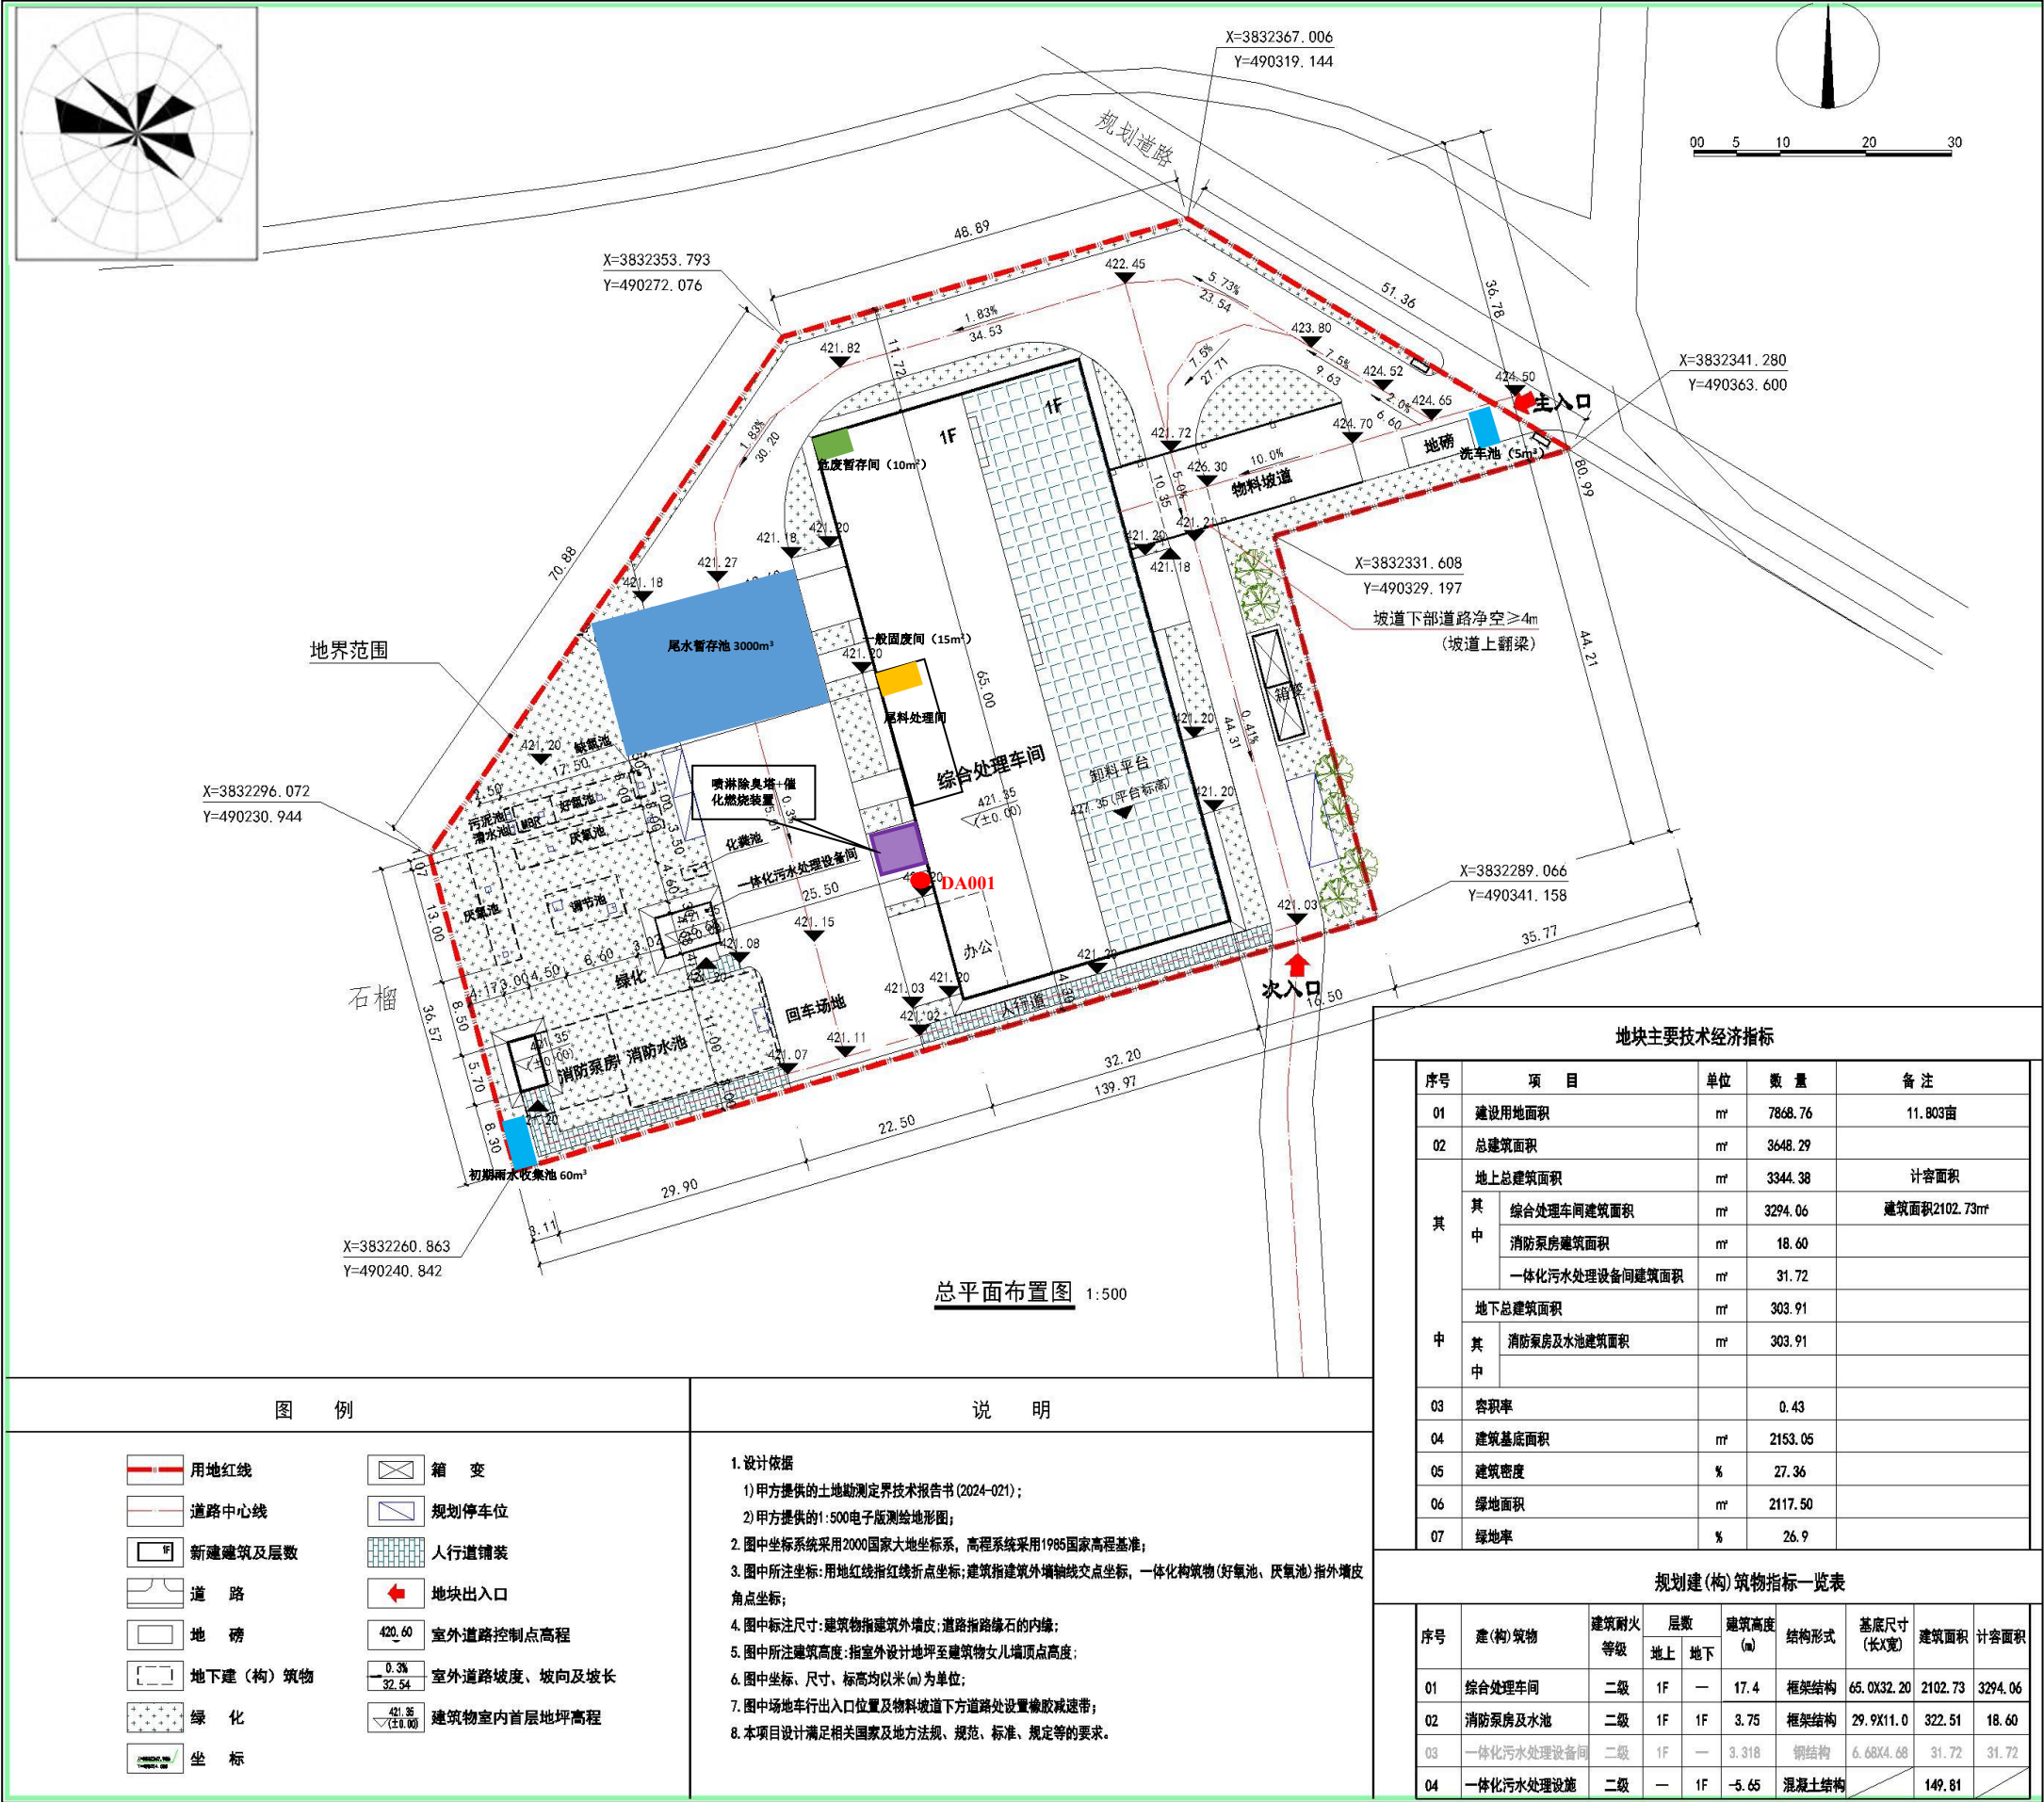 X=3832367.006
Y=490319.144
规划道路
00 5 10 20 30
48.89
X=3832353.793
Y=490272.076
422.45
5.73%
23.54
51.36
36.78
1.83%
34.53
11.72
421.82
423.80
7.5%
27.71
7.5%
9.63
424.52
424.50
X=3832341.280
Y=490363.600
主入口
2.0%
6.60
424.65
1F
1F
424.70
地磅
洗车池（5m³）
80.99
1.83%
30.20
421.72
危废暂存间（10m²）
426.30
10.0%
物料坡道
5.0%
10.35
70.88
421.20
421.18
421.20
421.21
421.18
421.27
421.18
X=3832331.608
Y=490329.197
坡道下部道路净空≥4m
(坡道上翻梁)
44.21
地界范围
尾水暂存池 3000m³
一般固废间（15m²）
421.20
65.00
箱变
尾料处理间
421.20
0.41%
44.31
421.20
缺氧池
17.50
综合处理车间
卸料平台
427.35(平台标高)
421.35
(±0.00)
421.20
喷淋除臭塔+催
化燃烧装置
0.3%
X=3832296.072
Y=490230.944
好氧池
污泥池
清水池
MBR
厌氧池
化粪池
一体化污水处理设备间
25.50
DA001
X=3832289.066
Y=490341.158
13.00
厌氧池
调节池
421.15
421.03
35.77
石榴
36.57
8.50
3.00
4.50
6.60
3.02
绿化
421.08
办公
421.20
421.20
421.03
人行道
次入口
16.50
回车场地
421.02
421.11
421.07
421.35
(±0.00)
消防泵房
消防水池
11.00
5.70
8.30
32.20
139.97
22.50
初期雨水收集池 60m³
29.90
3.11
X=3832260.863
Y=490240.842
总平面布置图 1:500
地块主要技术经济指标
序号 项 目 单位 数 量 备 注
01 建设用地面积 ㎡ 7868.76 11.803亩
02 总建筑面积 ㎡ 3648.29
其中 地上总建筑面积 ㎡ 3344.38 计容面积
其中 综合处理车间建筑面积 ㎡ 3294.06 建筑面积2102.73㎡
消防泵房建筑面积 ㎡ 18.60
一体化污水处理设备间建筑面积 ㎡ 31.72
地下总建筑面积 ㎡ 303.91
其中 消防泵房及水池建筑面积 ㎡ 303.91
03 容积率 0.43
04 建筑基底面积 ㎡ 2153.05
05 建筑密度 % 27.36
06 绿地面积 ㎡ 2117.50
07 绿地率 % 26.9
规划建(构)筑物指标一览表
序号 建(构)筑物 建筑耐火等级 层数 地上 地下 建筑高度(m) 结构形式 基底尺寸(长X宽) 建筑面积 计容面积
01 综合处理车间 二级 1F — 17.4 框架结构 65.0X32.20 2102.73 3294.06
02 消防泵房及水池 二级 1F 1F 3.75 框架结构 29.9X11.0 322.51 18.60
03 一体化污水处理设备间 二级 1F — 3.318 钢结构 6.68X4.68 31.72 31.72
04 一体化污水处理设施 二级 — 1F -5.65 混凝土结构 149.81
图 例
用地红线
箱 变
道路中心线
规划停车位
1F 新建建筑及层数
人行道铺装
道 路
地块出入口
地 磅
420.60 室外道路控制点高程
地下建（构）筑物
0.3%
32.54 室外道路坡度、坡向及坡长
绿 化
421.35
(±0.00) 建筑物室内首层地坪高程
坐 标
说 明
1.设计依据
1)甲方提供的土地勘测定界技术报告书(2024-021);
2)甲方提供的1:500电子版测绘地形图;
2.图中坐标系统采用2000国家大地坐标系, 高程系统采用1985国家高程基准;
3.图中所注坐标:用地红线指红线折点坐标;建筑指建筑外墙轴线交点坐标, 一体化构筑物(好氧池、厌氧池)指外墙皮
角点坐标;
4.图中标注尺寸:建筑物指建筑外墙皮;道路指路缘石的内缘;
5.图中所注建筑高度:指室外设计地坪至建筑物女儿墙顶点高度;
6.图中坐标、尺寸、标高均以米(m)为单位;
7.图中场地车行出入口位置及物料坡道下方道路处设置橡胶减速带;
8.本项目设计满足相关国家及地方法规、规范、标准、规定等的要求。